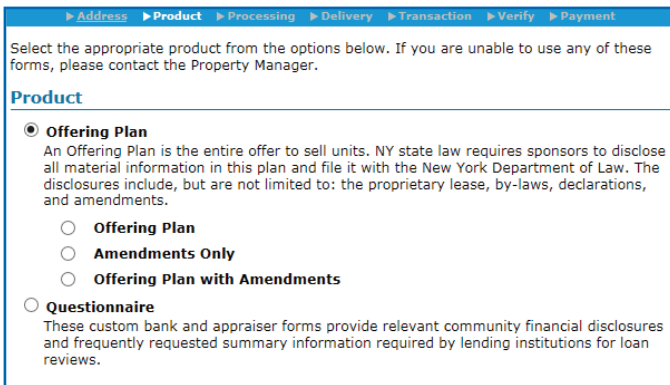 ▶Address ▶Product ▶Processing ▶Delivery ▶Transaction ▶Verify ▶Payment
Select the appropriate product from the options below. If you are unable to use any of these
forms, please contact the Property Manager.
Product
Offering Plan
An Offering Plan is the entire offer to sell units. NY state law requires sponsors to disclose
all material information in this plan and file it with the New York Department of Law. The
disclosures include, but are not limited to: the proprietary lease, by-laws, declarations,
and amendments.
Offering Plan
Amendments Only
Offering Plan with Amendments
Questionnaire
These custom bank and appraiser forms provide relevant community financial disclosures
and frequently requested summary information required by lending institutions for loan
reviews.